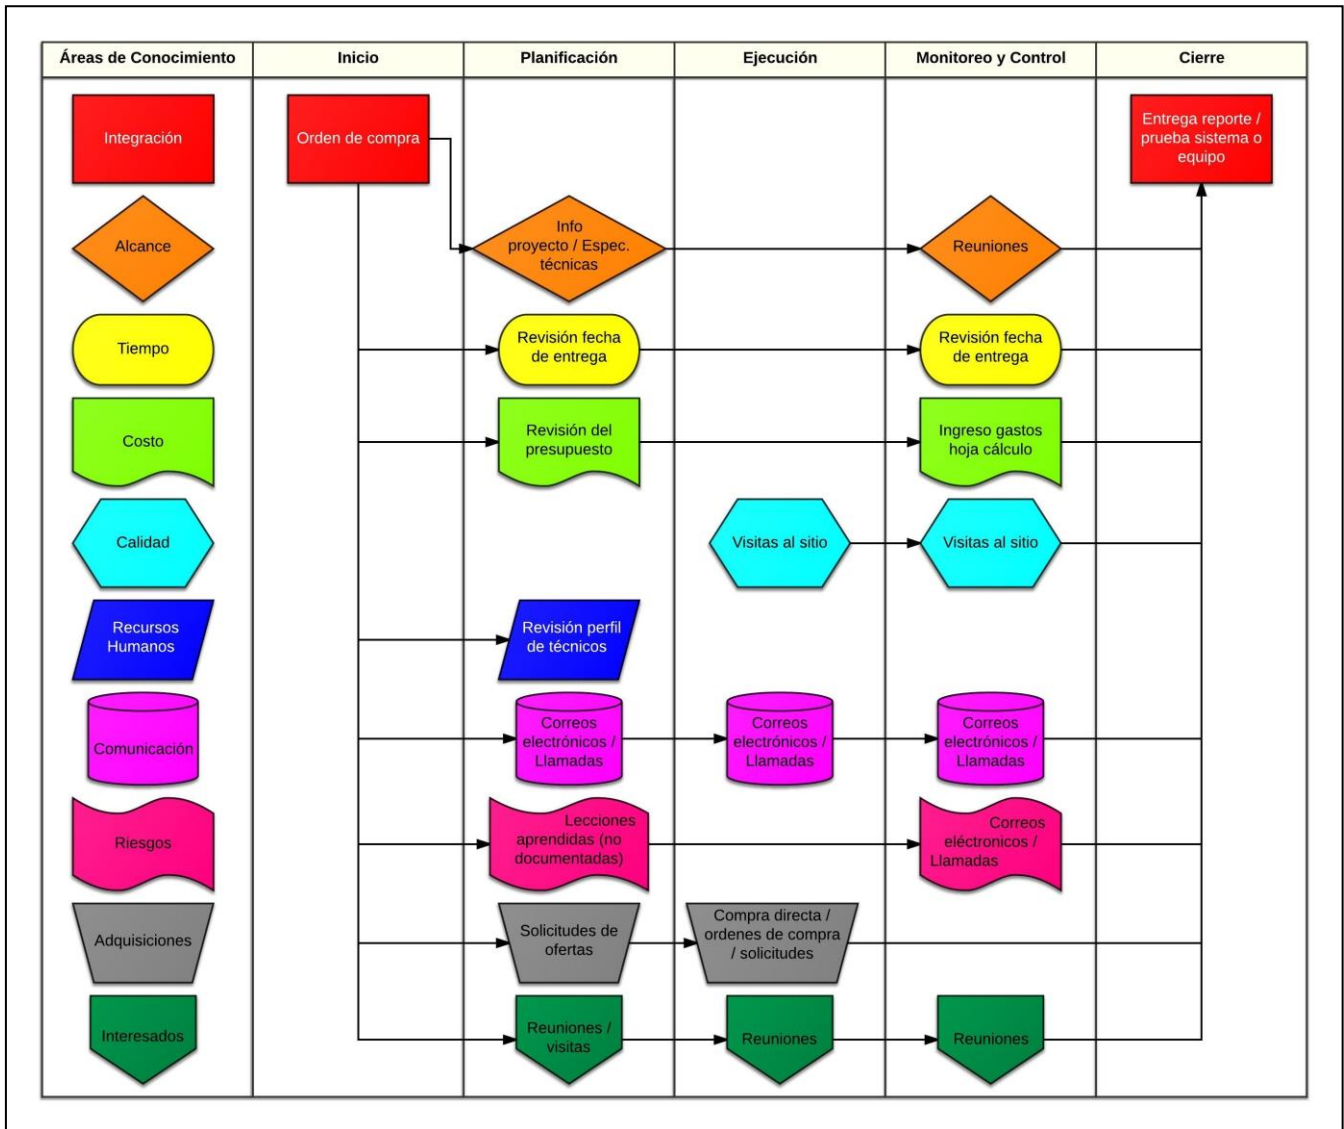 Áreas de Conocimiento
Inicio
Planificación
Ejecución
Monitoreo y Control
Cierre
Integración
Orden de compra
Entrega reporte /
prueba sistema o
equipo
Alcance
Info
proyecto / Espec.
técnicas
Reuniones
Tiempo
Revisión fecha
de entrega
Revisión fecha
de entrega
Costo
Revisión del
presupuesto
Ingreso gastos
hoja cálculo
Calidad
Visitas al sitio
Visitas al sitio
Recursos
Humanos
Revisión perfil
de técnicos
Comunicación
Correos
electrónicos /
Llamadas
Correos
electrónicos /
Llamadas
Correos
electrónicos /
Llamadas
Riesgos
Lecciones
aprendidas (no
documentadas)
Correos
eléctronicos /
Llamadas
Adquisiciones
Solicitudes de
ofertas
Compra directa /
ordenes de compra
/ solicitudes
Interesados
Reuniones /
visitas
Reuniones
Reuniones